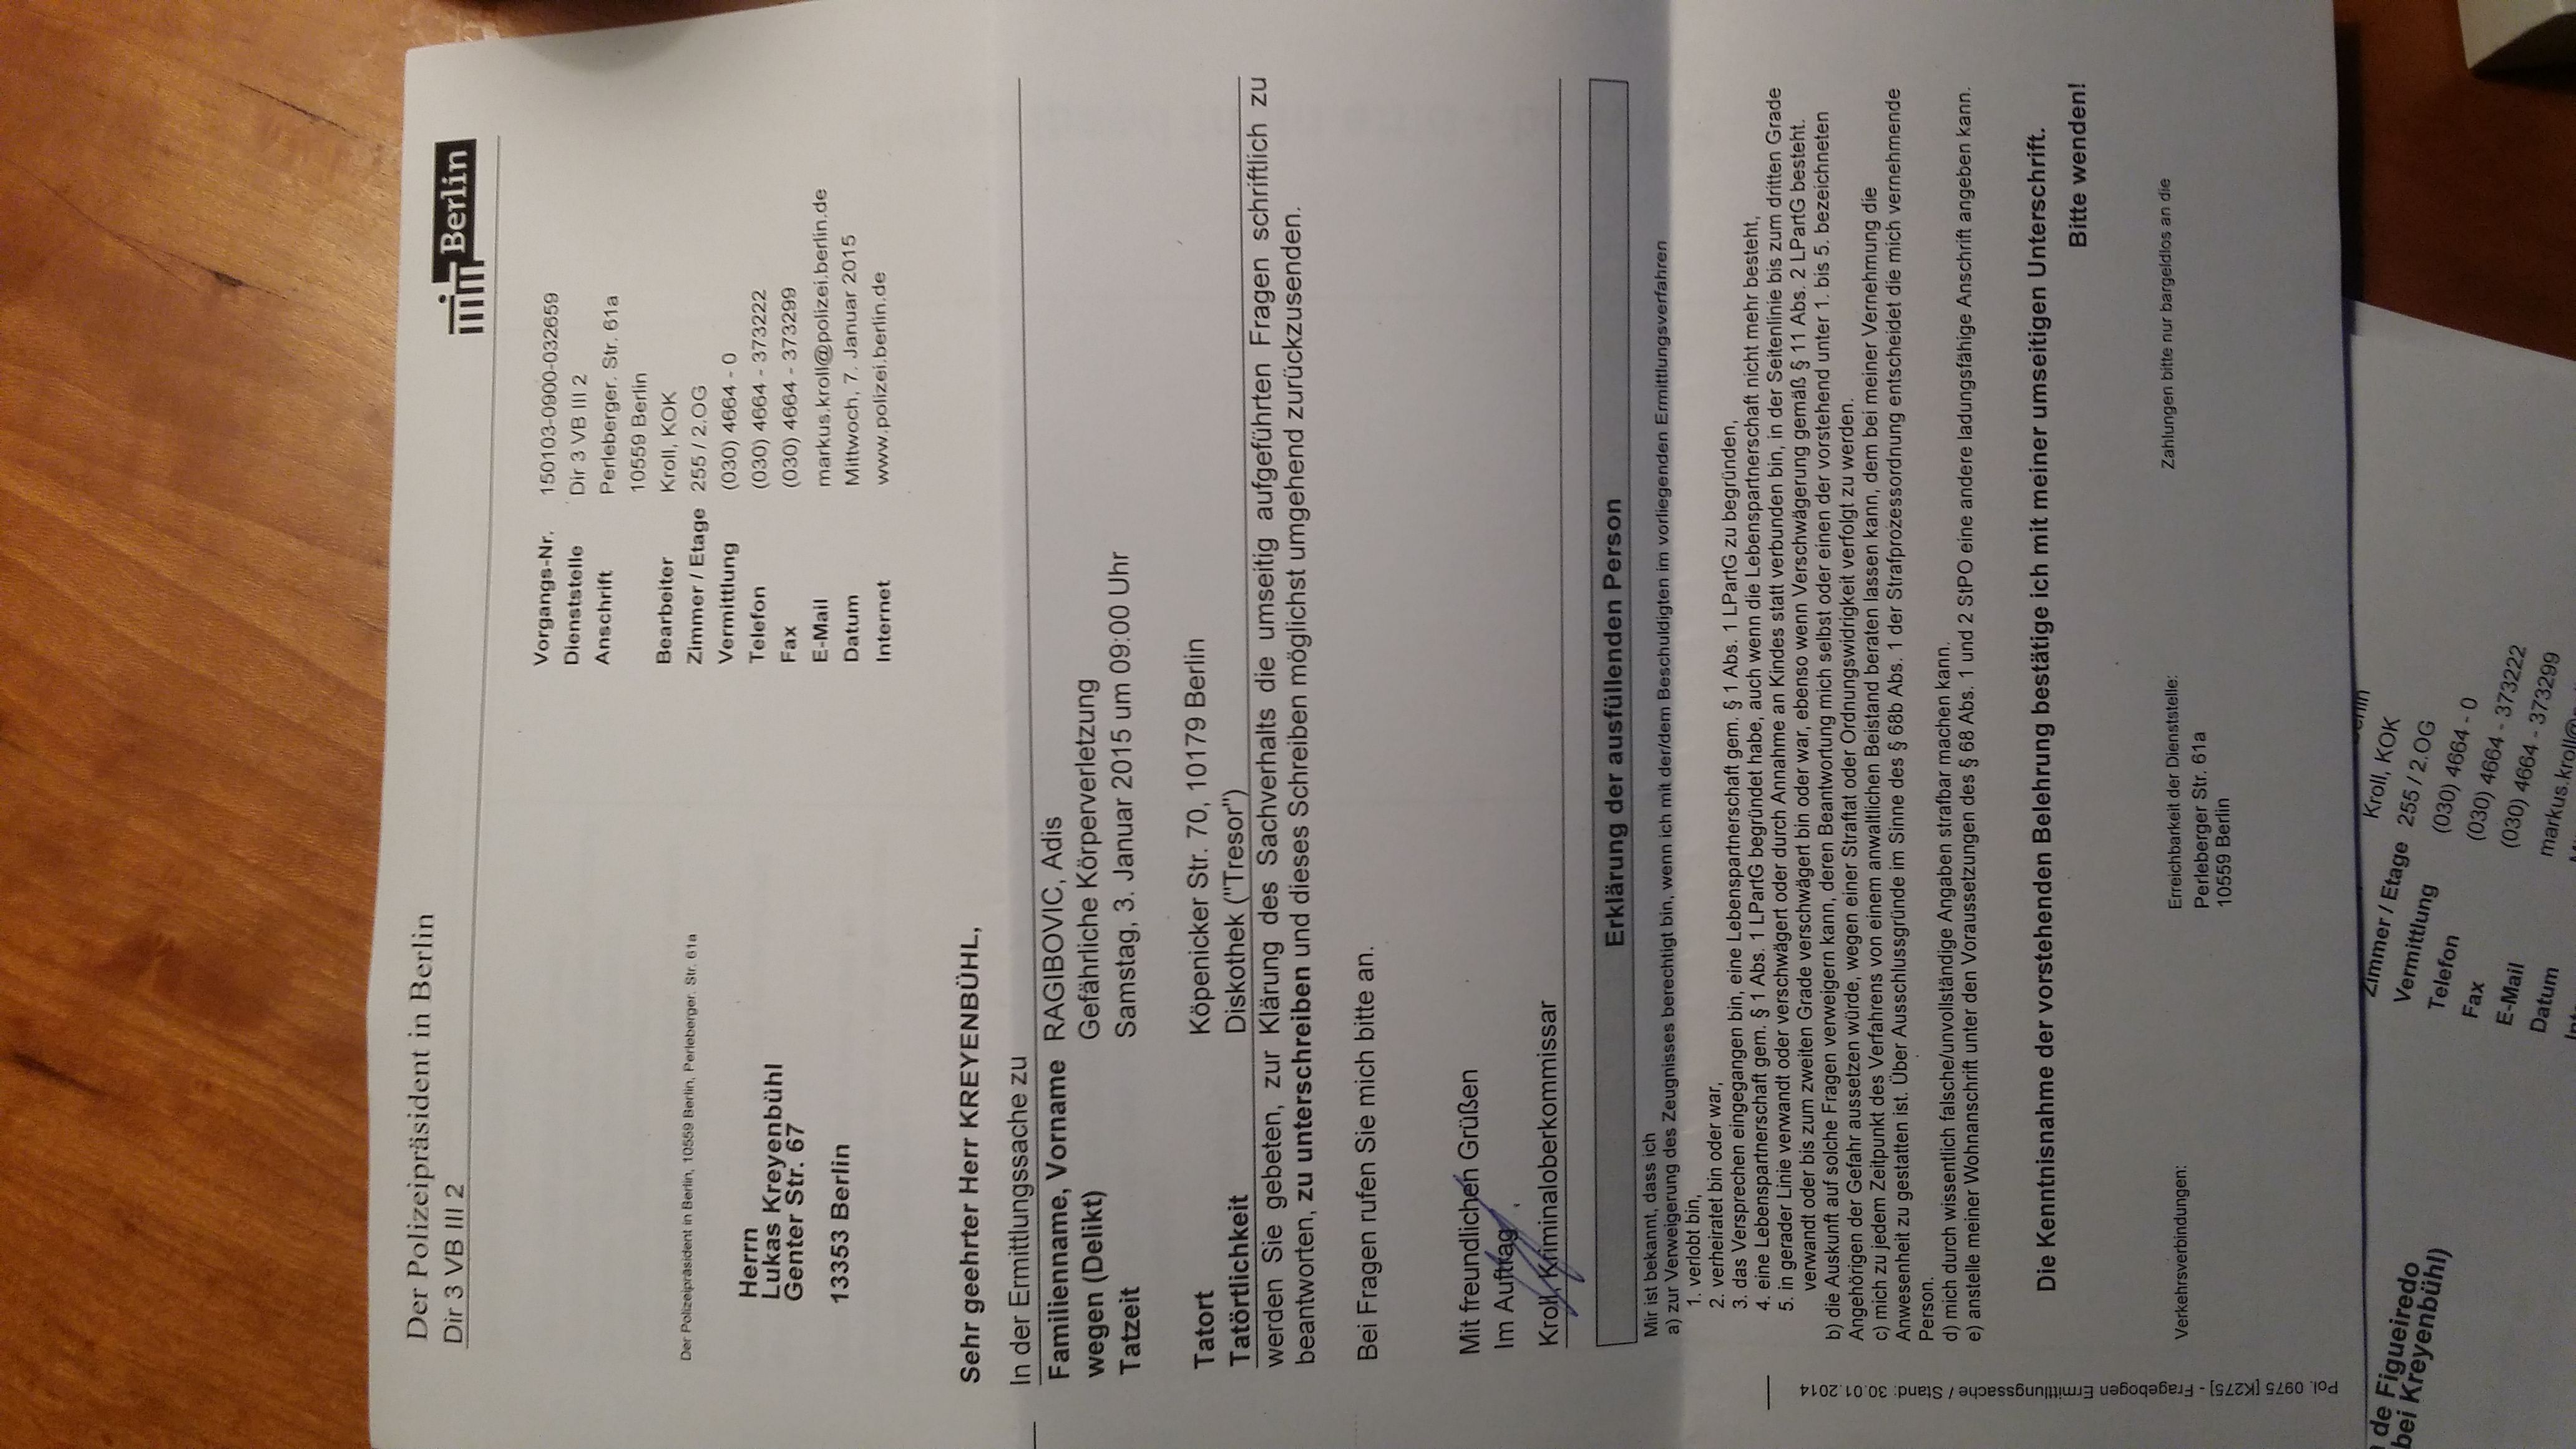 Der Polizeipräsident in Berlin
Dir 3 VB III 2
Berlin
Vorgangs-Nr. 150103-0900-032659
Dienststelle Dir 3 VB III 2
Anschrift Perleberger. Str. 61a
10559 Berlin
Bearbeiter Kroll, KOK
Zimmer / Etage 255 / 2.OG
Vermittlung (030) 4664 - 0
Telefon (030) 4664 - 373222
Fax (030) 4664 - 373299
E-Mail markus.kroll@polizei.berlin.de
Datum Mittwoch, 7. Januar 2015
Internet www.polizei.berlin.de
Der Polizeipräsident in Berlin, 10559 Berlin, Perleberger. Str. 61a
Herrn
Lukas Kreyenbühl
Genter Str. 67
13353 Berlin
Sehr geehrter Herr KREYENBÜHL,
In der Ermittlungssache zu
Familienname, Vorname RAGIBOVIC, Adis
wegen (Delikt) Gefährliche Körperverletzung
Tatzeit Samstag, 3. Januar 2015 um 09:00 Uhr
Tatort Köpenicker Str. 70, 10179 Berlin
Tatörtlichkeit Diskothek ("Tresor")
werden Sie gebeten, zur Klärung des Sachverhalts die umseitig aufgeführten Fragen schriftlich zu
beantworten, zu unterschreiben und dieses Schreiben möglichst umgehend zurückzusenden.
Bei Fragen rufen Sie mich bitte an.
Mit freundlichen Grüßen
Im Auftrag
Kroll, Kriminaloberkommissar
Erklärung der ausfüllenden Person
Mir ist bekannt, dass ich
a) zur Verweigerung des Zeugnisses berechtigt bin, wenn ich mit der/dem Beschuldigten im vorliegenden Ermittlungsverfahren
1. verlobt bin,
2. verheiratet bin oder war,
3. das Versprechen eingegangen bin, eine Lebenspartnerschaft gem. § 1 Abs. 1 LPartG zu begründen,
4. eine Lebenspartnerschaft gem. § 1 Abs. 1 LPartG begründet habe, auch wenn die Lebenspartnerschaft nicht mehr besteht,
5. in gerader Linie verwandt oder verschwägert oder durch Annahme an Kindes statt verbunden bin, in der Seitenlinie bis zum dritten Grade
verwandt oder bis zum zweiten Grade verschwägert bin oder war, ebenso wenn Verschwägerung gemäß § 11 Abs. 2 LPartG besteht.
b) die Auskunft auf solche Fragen verweigern kann, deren Beantwortung mich selbst oder einen der vorstehend unter 1. bis 5. bezeichneten
Angehörigen der Gefahr aussetzen würde, wegen einer Straftat oder Ordnungswidrigkeit verfolgt zu werden.
c) mich zu jedem Zeitpunkt des Verfahrens von einem anwaltlichen Beistand beraten lassen kann, dem bei meiner Vernehmung die
Anwesenheit zu gestatten ist. Über Ausschlussgründe im Sinne des § 68b Abs. 1 der Strafprozessordnung entscheidet die mich vernehmende
Person.
d) mich durch wissentlich falsche/unvollständige Angaben strafbar machen kann.
e) anstelle meiner Wohnanschrift unter den Voraussetzungen des § 68 Abs. 1 und 2 StPO eine andere ladungsfähige Anschrift angeben kann.
Die Kenntnisnahme der vorstehenden Belehrung bestätige ich mit meiner umseitigen Unterschrift.
Bitte wenden!
Verkehrsverbindungen:
Erreichbarkeit der Dienststelle:
Perleberger Str. 61a
10559 Berlin
Zahlungen bitte nur bargeldlos an die
Pol. 0975 [K275] - Fragebogen Ermittlungssache / Stand: 30.01.2014
de Figueiredo
bei Kreyenbühl)
Kroll, KOK
Zimmer / Etage 255 / 2.OG
Vermittlung (030) 4664 - 0
Telefon (030) 4664 - 373222
Fax (030) 4664 - 373299
E-Mail markus.kroll@
Datum